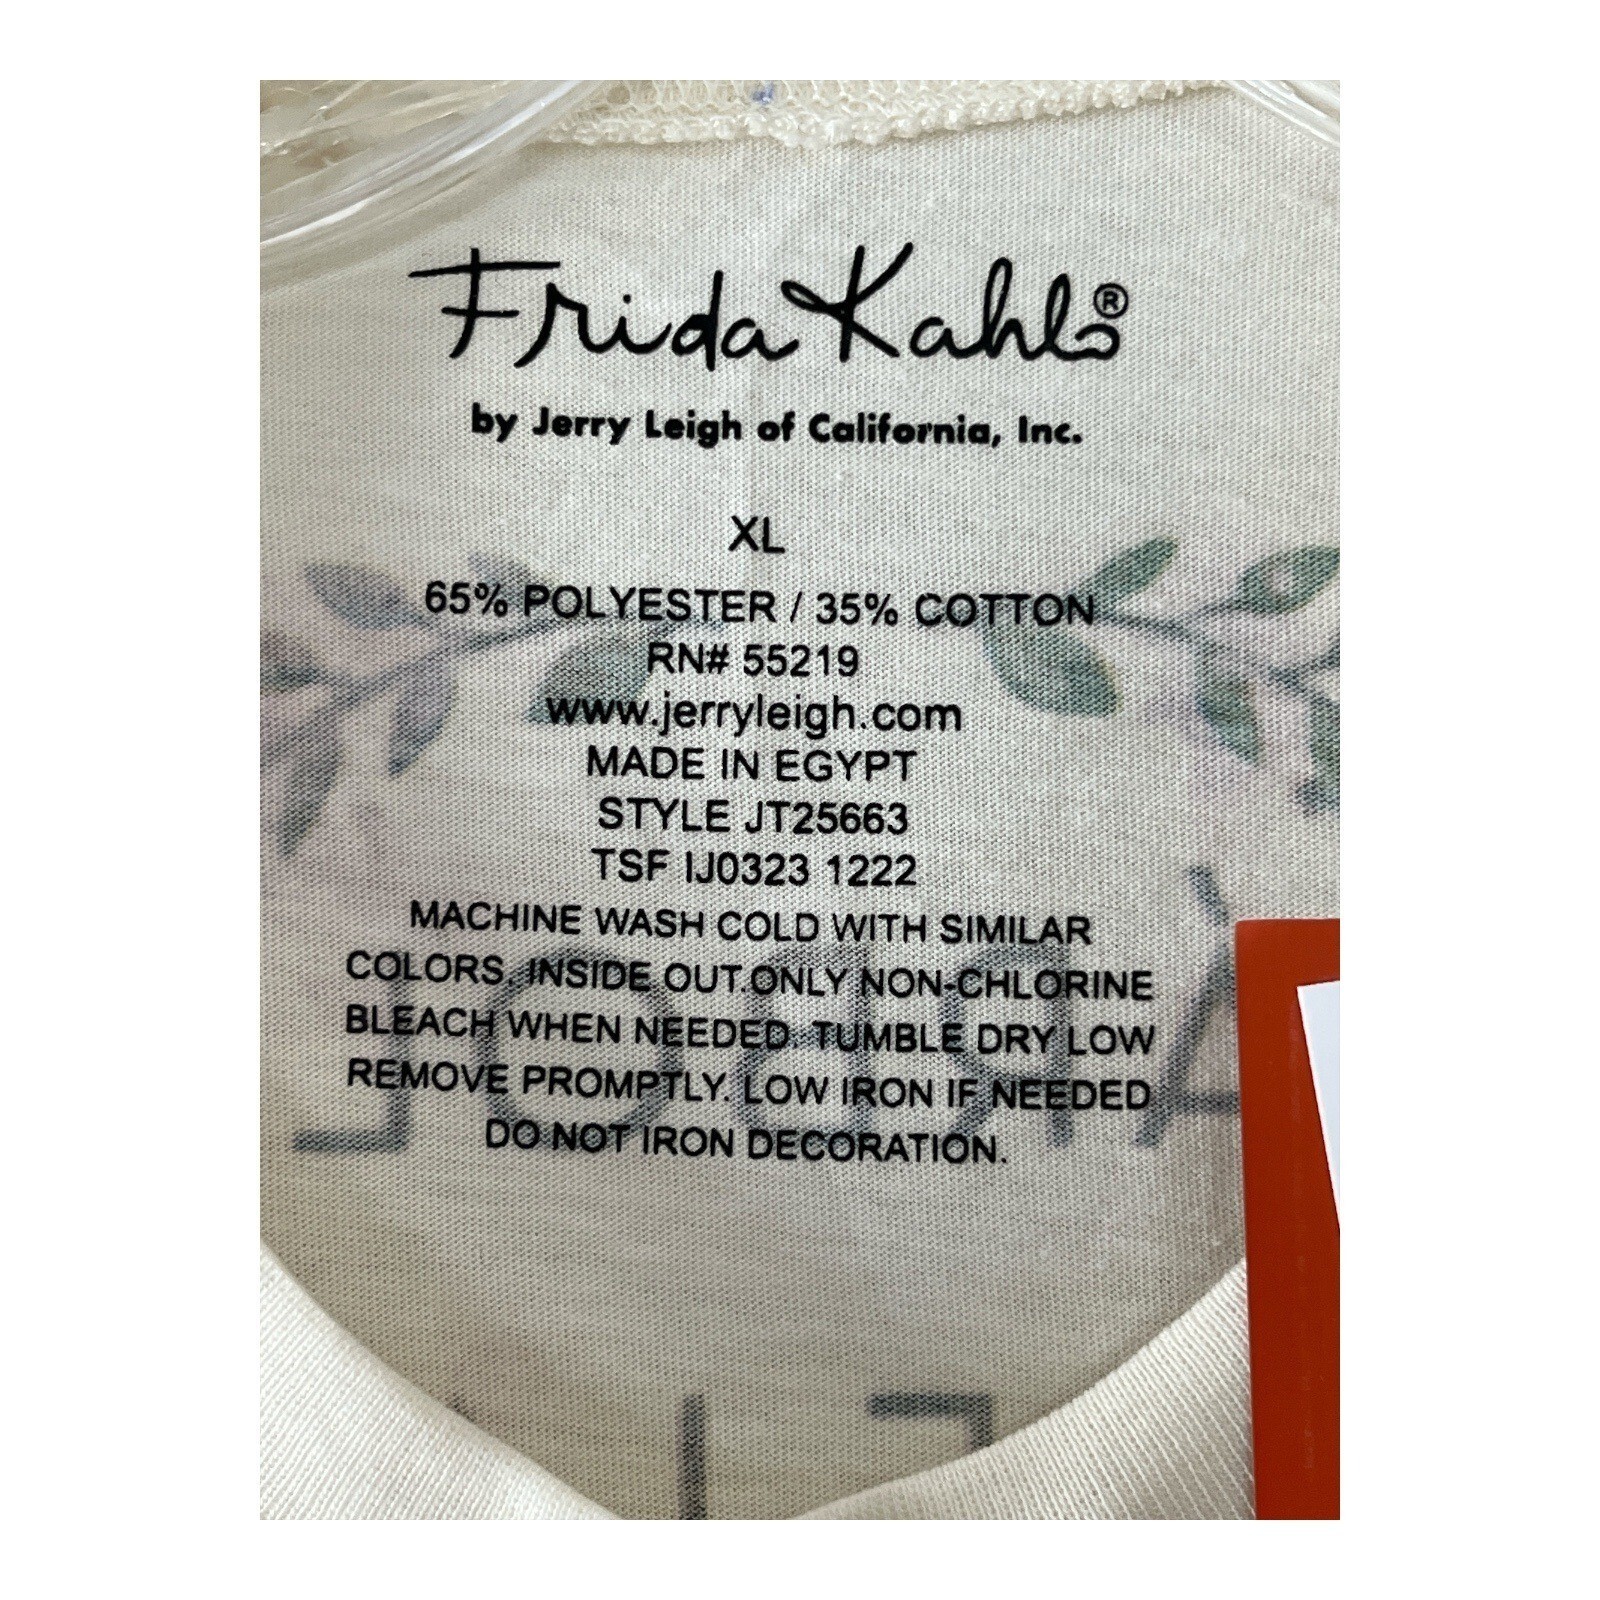 Frida Kahlo®
by Jerry Leigh of California, Inc.
XL
65% POLYESTER / 35% COTTON
RN# 55219
www.jerryleigh.com
MADE IN EGYPT
STYLE JT25663
TSF IJ0323 1222
MACHINE WASH COLD WITH SIMILAR
COLORS. INSIDE OUT.ONLY NON-CHLORINE
BLEACH WHEN NEEDED. TUMBLE DRY LOW
REMOVE PROMPTLY. LOW IRON IF NEEDED
DO NOT IRON DECORATION.